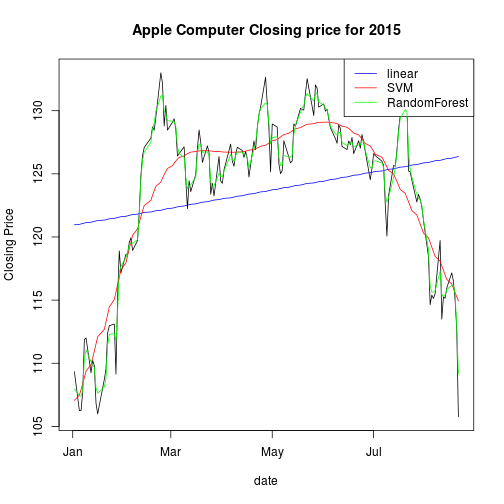 Apple Computer Closing price for 2015
linear
SVM
RandomForest
130
125
120
115
110
105
Closing Price
Jan Mar May Jul
date